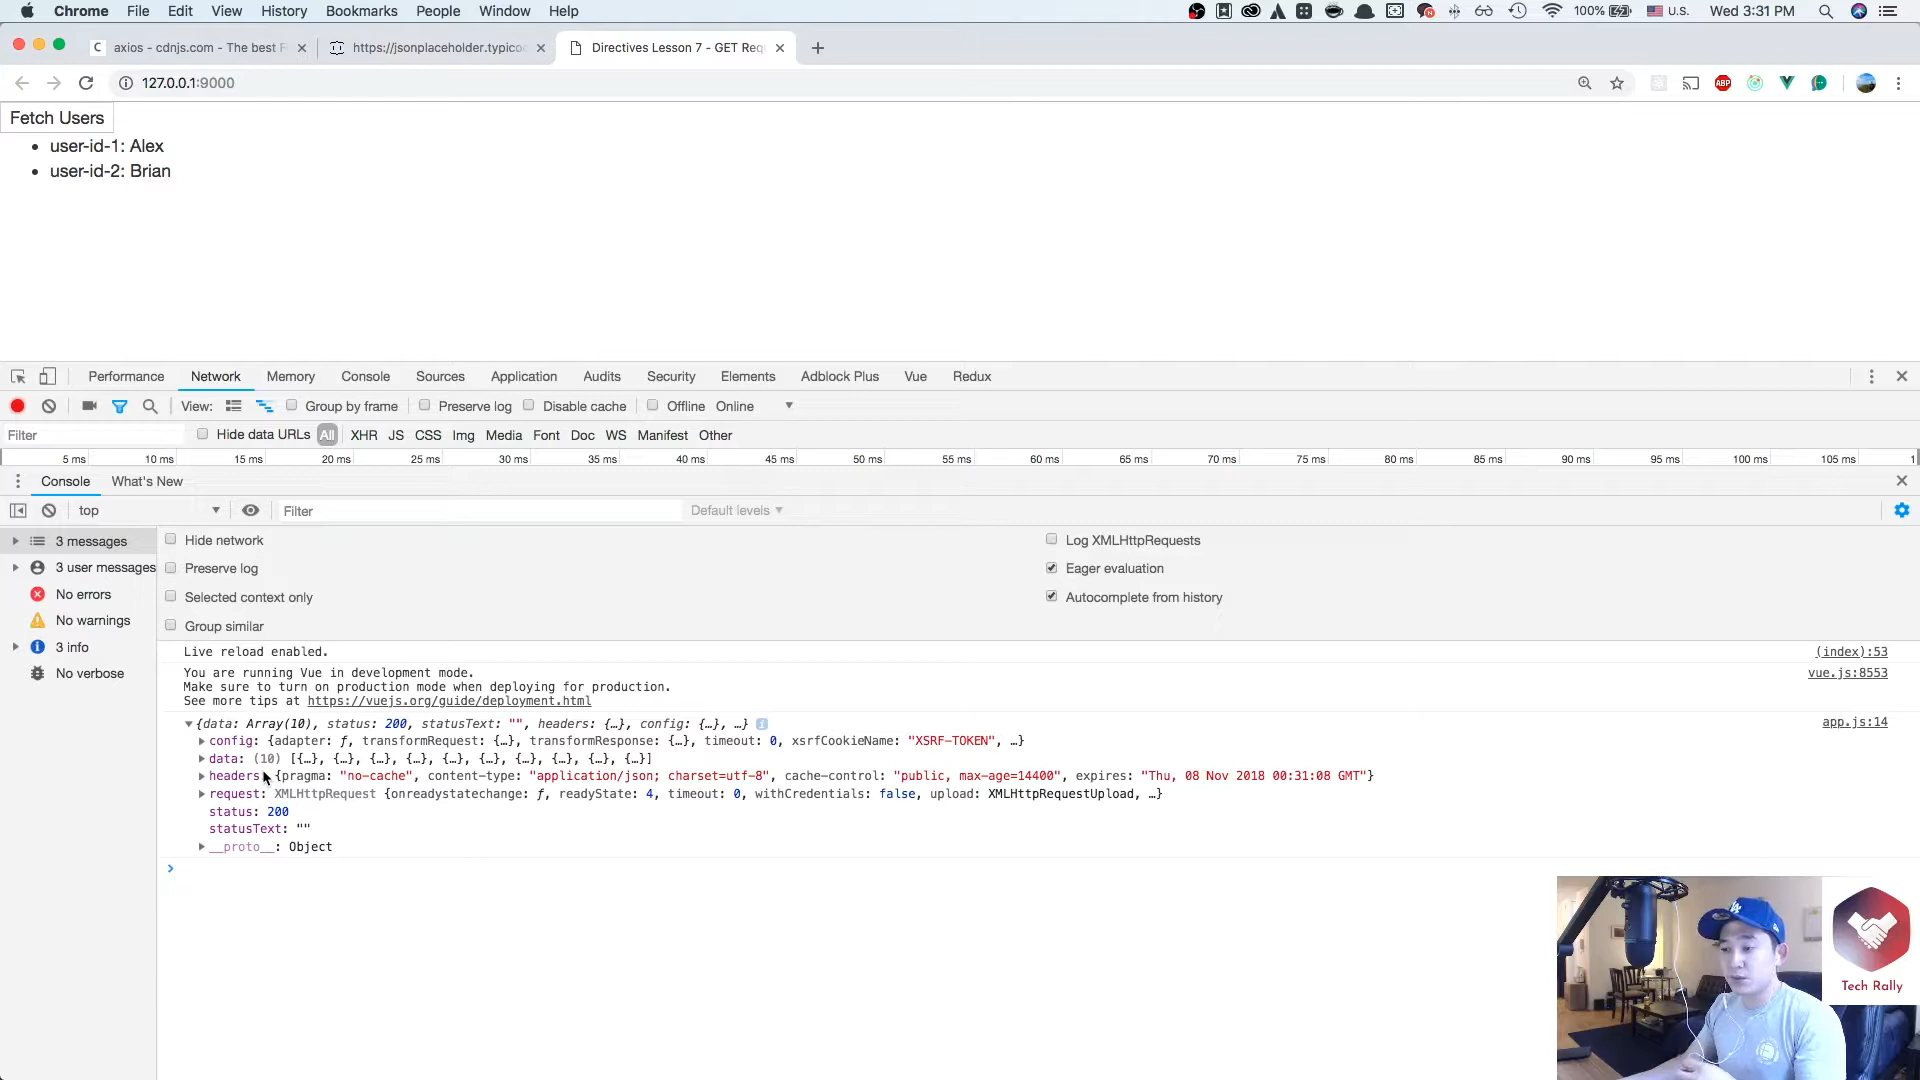 Chrome File Edit View History Bookmarks People Window Help 100% U.S. Wed 3:31 PM
axios - cdnjs.com - The best F https://jsonplaceholder.typico Directives Lesson 7 - GET Req
127.0.0.1:9000
Fetch Users
• user-id-1: Alex
• user-id-2: Brian
Performance Network Memory Console Sources Application Audits Security Elements Adblock Plus Vue Redux
View: Group by frame Preserve log Disable cache Offline Online
Filter Hide data URLs All XHR JS CSS Img Media Font Doc WS Manifest Other
5 ms 10 ms 15 ms 20 ms 25 ms 30 ms 35 ms 40 ms 45 ms 50 ms 55 ms 60 ms 65 ms 70 ms 75 ms 80 ms 85 ms 90 ms 95 ms 100 ms 105 ms 1
Console What's New
top Filter Default levels
3 messages
3 user messages
No errors
No warnings
3 info
No verbose
Hide network Log XMLHttpRequests
Preserve log Eager evaluation
Selected context only Autocomplete from history
Group similar
Live reload enabled. (index):53
You are running Vue in development mode. vue.js:8553
Make sure to turn on production mode when deploying for production.
See more tips at https://vuejs.org/guide/deployment.html
{data: Array(10), status: 200, statusText: "", headers: {…}, config: {…}, …} app.js:14
config: {adapter: ƒ, transformRequest: {…}, transformResponse: {…}, timeout: 0, xsrfCookieName: "XSRF-TOKEN", …}
data: (10) [{…}, {…}, {…}, {…}, {…}, {…}, {…}, {…}, {…}, {…}]
headers: {pragma: "no-cache", content-type: "application/json; charset=utf-8", cache-control: "public, max-age=14400", expires: "Thu, 08 Nov 2018 00:31:08 GMT"}
request: XMLHttpRequest {onreadystatechange: ƒ, readyState: 4, timeout: 0, withCredentials: false, upload: XMLHttpRequestUpload, …}
status: 200
statusText: ""
__proto__: Object
Tech Rally